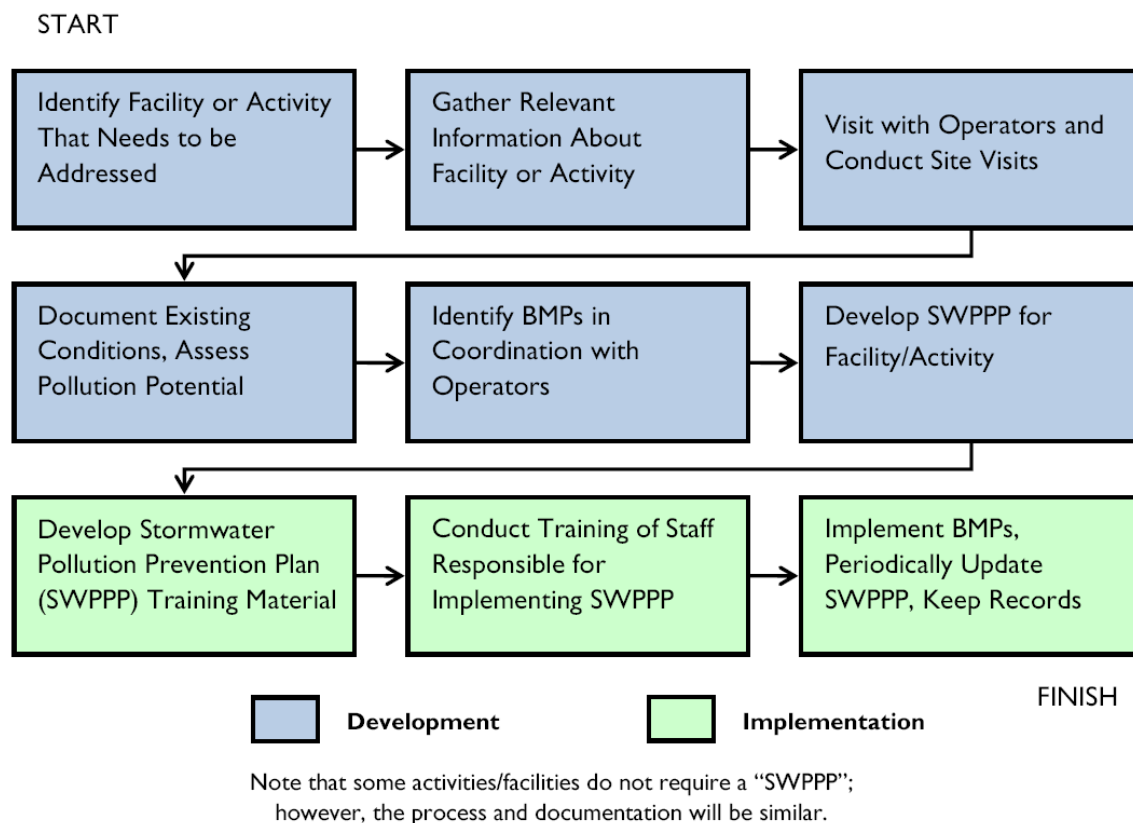 START
Identify Facility or Activity
That Needs to be
Addressed
Gather Relevant
Information About
Facility or Activity
Visit with Operators and
Conduct Site Visits
Document Existing
Conditions, Assess
Pollution Potential
Identify BMPs in
Coordination with
Operators
Develop SWPPP for
Facility/Activity
Develop Stormwater
Pollution Prevention Plan
(SWPPP) Training Material
Conduct Training of Staff
Responsible for
Implementing SWPPP
Implement BMPs,
Periodically Update
SWPPP, Keep Records
FINISH
Development
Implementation
Note that some activities/facilities do not require a “SWPPP”;
however, the process and documentation will be similar.